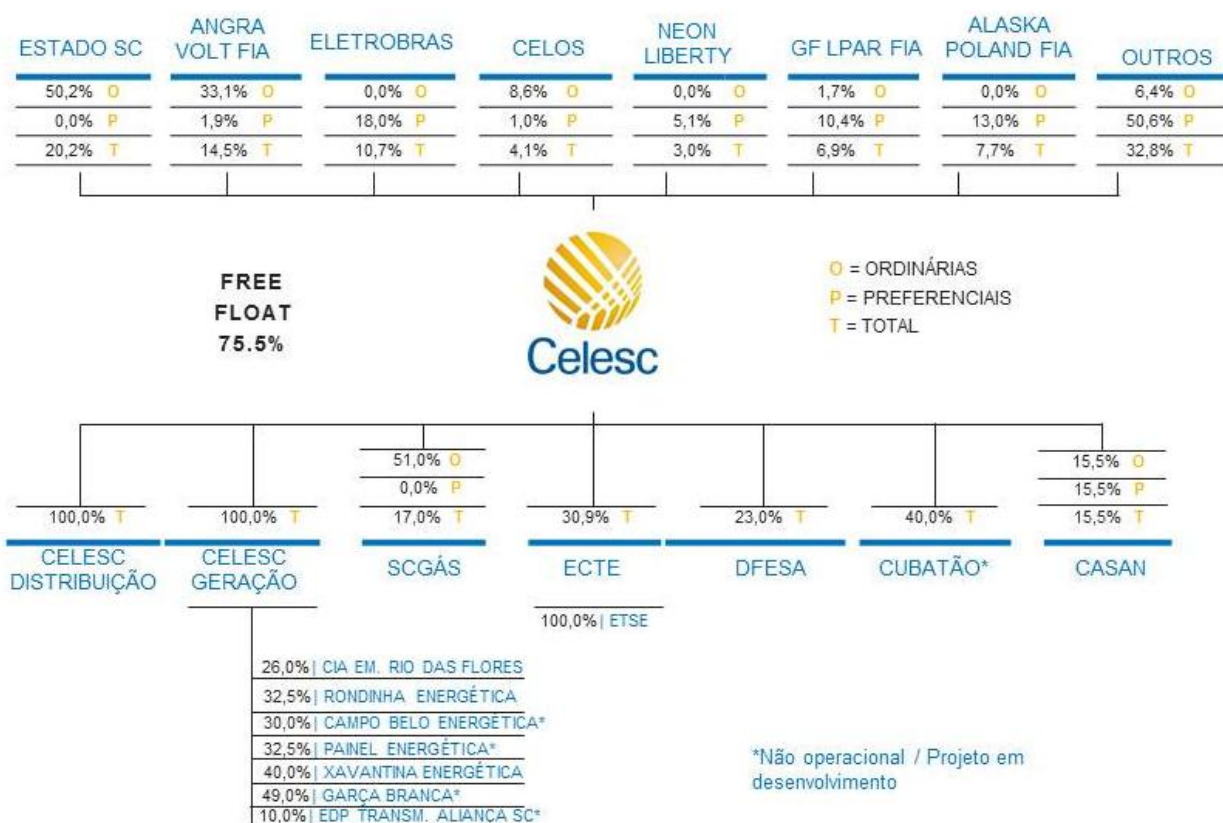 ESTADO SC
ANGRA
VOLT FIA
ELETROBRAS
CELOS
NEON
LIBERTY
GF LPAR FIA
ALASKA
POLAND FIA
OUTROS
50,2% O 33,1% O 0,0% O 8,6% O 0,0% O 1,7% O 0,0% O 6,4% O
0,0% P 1,9% P 18,0% P 1,0% P 5,1% P 10,4% P 13,0% P 50,6% P
20,2% T 14,5% T 10,7% T 4,1% T 3,0% T 6,9% T 7,7% T 32,8% T
FREE
FLOAT
75.5%
Celesc
O = ORDINÁRIAS
P = PREFERENCIAIS
T = TOTAL
51,0% O 15,5% O
0,0% P 15,5% P
100,0% T 100,0% T 17,0% T 30,9% T 23,0% T 40,0% T 15,5% T
CELESC
DISTRIBUIÇÃO
CELESC
GERAÇÃO
SCGÁS
ECTE
DFESA
CUBATÃO*
CASAN
100,0% | ETSE
26,0% | CIA EM. RIO DAS FLORES
32,5% | RONDINHA ENERGÉTICA
30,0% | CAMPO BELO ENERGÉTICA*
32,5% | PAINEL ENERGÉTICA*
40,0% | XAVANTINA ENERGÉTICA
49,0% | GARÇA BRANCA*
10,0% | EDP TRANSM. ALIANÇA SC*
*Não operacional / Projeto em
desenvolvimento